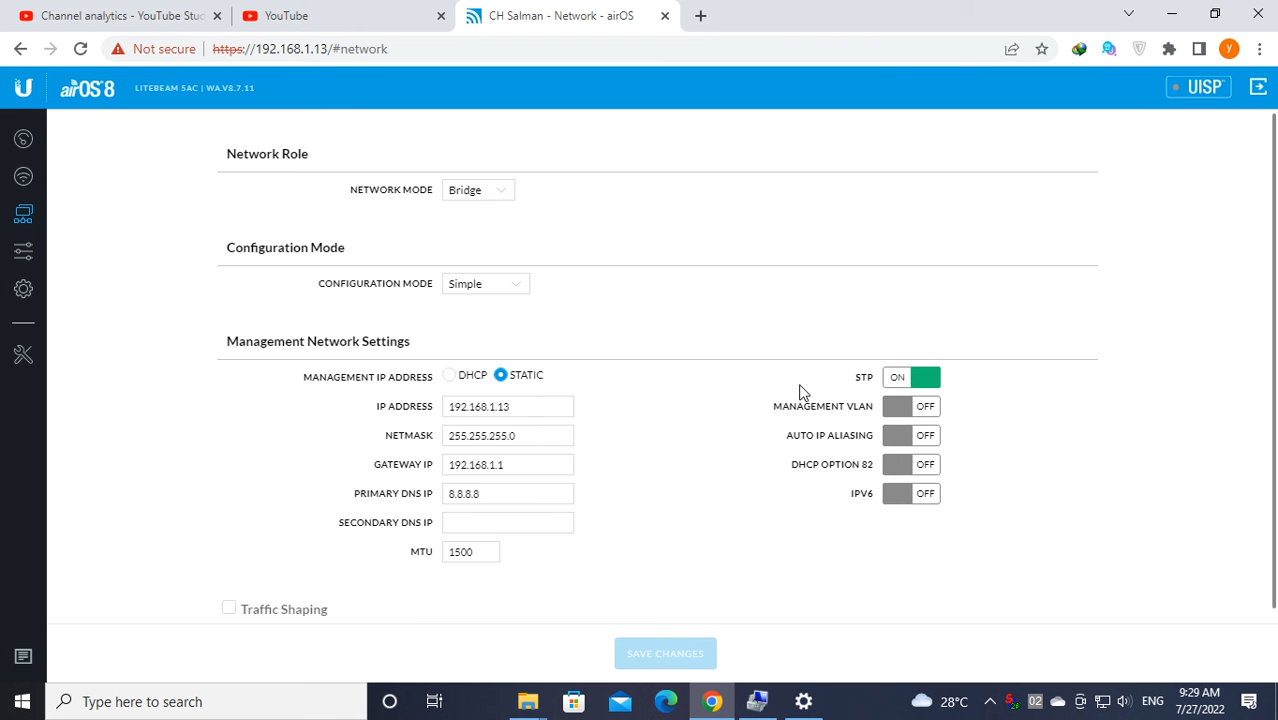 Channel analytics - YouTube Stud
YouTube
CH Salman - Network - airOS
Not secure
https://192.168.1.13/#network
airOS 8
LITEBEAM 5AC | WA.V8.7.11
UISP
Network Role
NETWORK MODE
Bridge
Configuration Mode
CONFIGURATION MODE
Simple
Management Network Settings
MANAGEMENT IP ADDRESS
DHCP
STATIC
STP
ON
IP ADDRESS
192.168.1.13
MANAGEMENT VLAN
OFF
NETMASK
255.255.255.0
AUTO IP ALIASING
OFF
GATEWAY IP
192.168.1.1
DHCP OPTION 82
OFF
PRIMARY DNS IP
8.8.8.8
IPV6
OFF
SECONDARY DNS IP
MTU
1500
Traffic Shaping
SAVE CHANGES
Type here to search
02
28°C
ENG
9:29 AM
7/27/2022